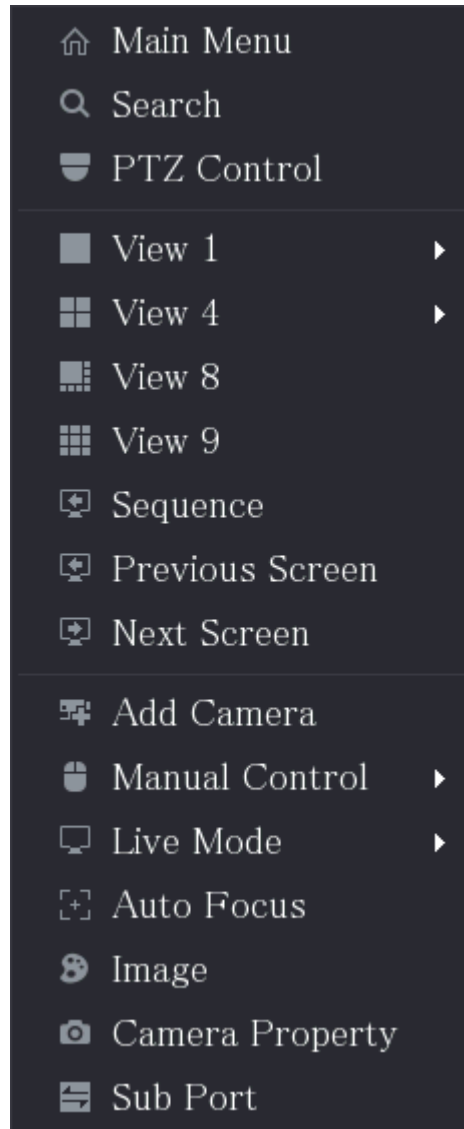 Main Menu
Search
PTZ Control
View 1
View 4
View 8
View 9
Sequence
Previous Screen
Next Screen
Add Camera
Manual Control
Live Mode
Auto Focus
Image
Camera Property
Sub Port